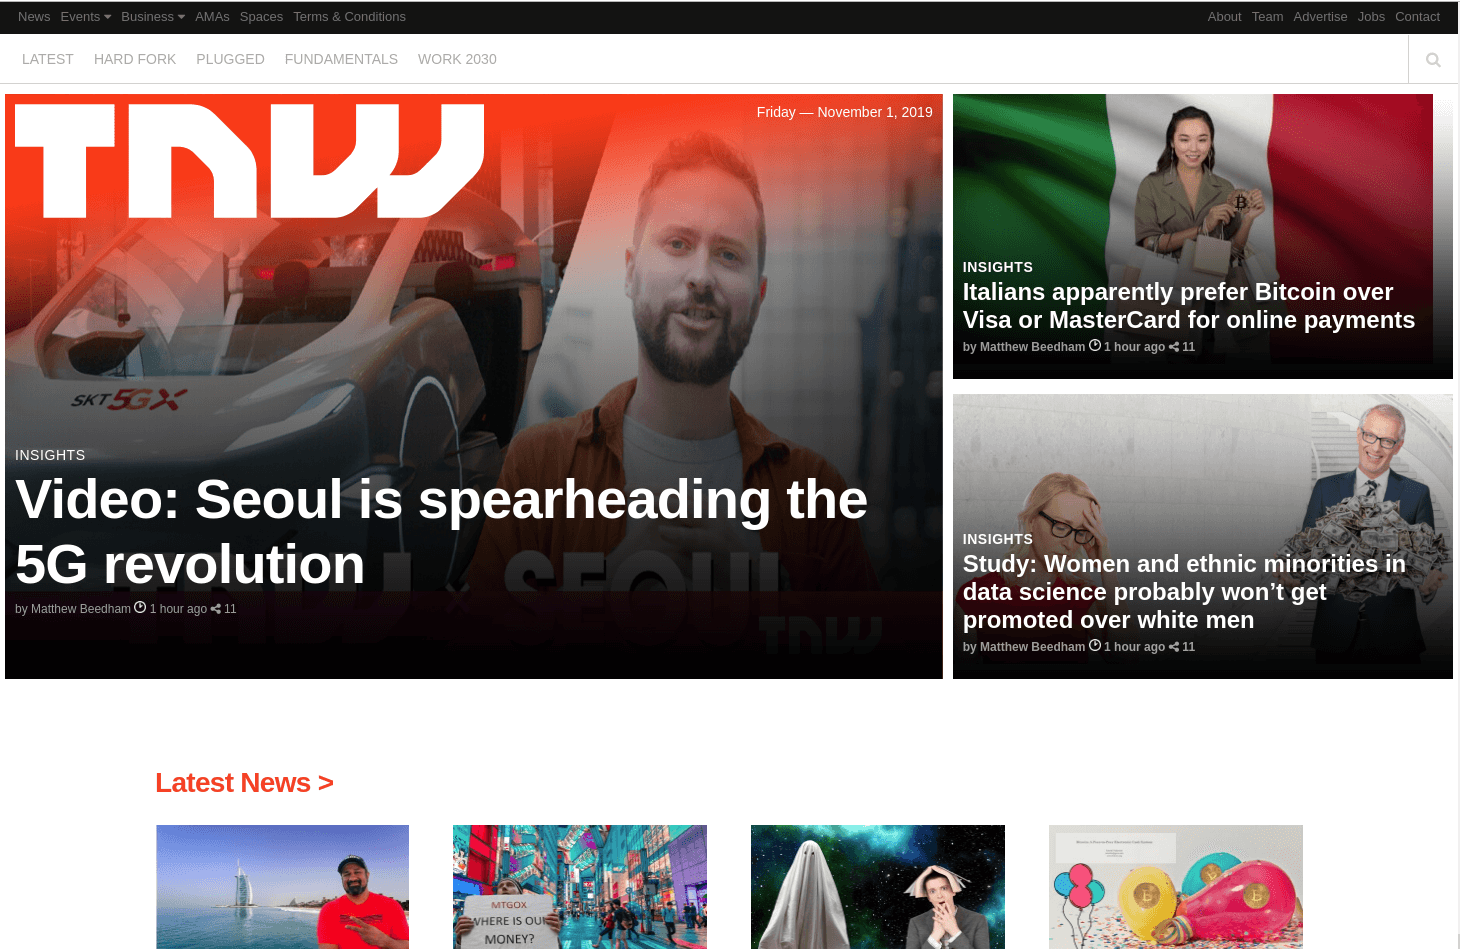 News Events Business AMAs Spaces Terms & Conditions About Team Advertise Jobs Contact
LATEST HARD FORK PLUGGED FUNDAMENTALS WORK 2030
TNW
Friday — November 1, 2019
SKT 5GX
INSIGHTS
Video: Seoul is spearheading the
5G revolution
by Matthew Beedham 1 hour ago 11
SEOUL
TNW
INSIGHTS
Italians apparently prefer Bitcoin over
Visa or MasterCard for online payments
by Matthew Beedham 1 hour ago 11
INSIGHTS
Study: Women and ethnic minorities in
data science probably won’t get
promoted over white men
by Matthew Beedham 1 hour ago 11
Latest News >
MTGOX
WHERE IS OUR
MONEY?